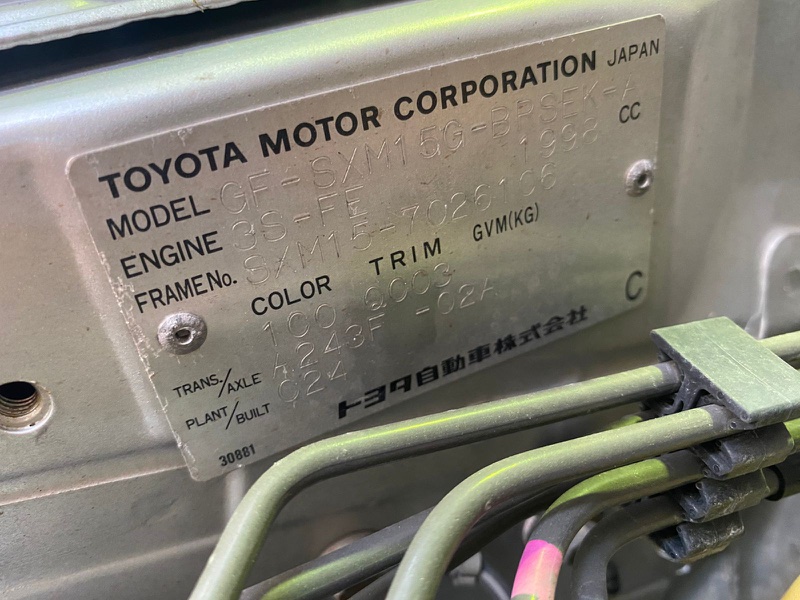 TOYOTA MOTOR CORPORATION JAPAN
MODEL GF-SXM15G-BPSEK-A
ENGINE 3S-FE 1998 CC
FRAME No. SXM15-7026106
COLOR TRIM GVM(KG)
100 QC03
TRANS./AXLE A243F -02A
PLANT/BUILT C24
トヨタ自動車株式会社 C
30881